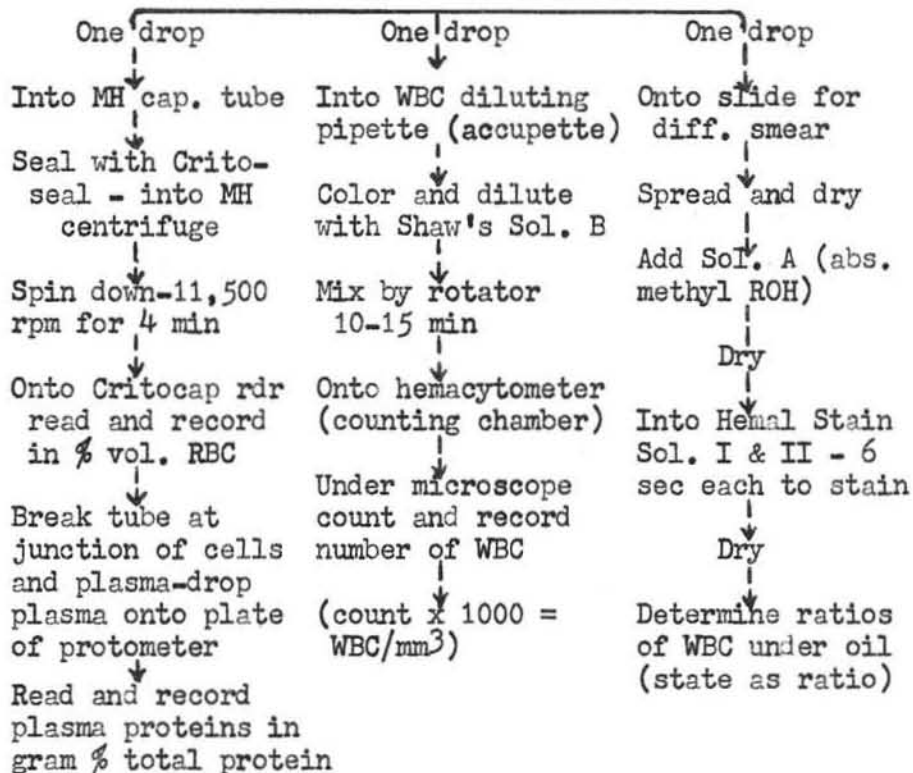 One drop
Into MH cap. tube
Seal with Crito-
seal - into MH
centrifuge
Spin down-11,500
rpm for 4 min
Onto Critocap rdr
read and record
in % vol. RBC
Break tube at
junction of cells
and plasma-drop
plasma onto plate
of protometer
Read and record
plasma proteins in
gram % total protein
One drop
Into WBC diluting
pipette (accupette)
Color and dilute
with Shaw's Sol. B
Mix by rotator
10-15 min
Onto hemacytometer
(counting chamber)
Under microscope
count and record
number of WBC
(count x 1000 =
WBC/mm3)
One drop
Onto slide for
diff. smear
Spread and dry
Add Sol. A (abs.
methyl ROH)
Dry
Into Hemal Stain
Sol. I & II - 6
sec each to stain
Dry
Determine ratios
of WBC under oil
(state as ratio)